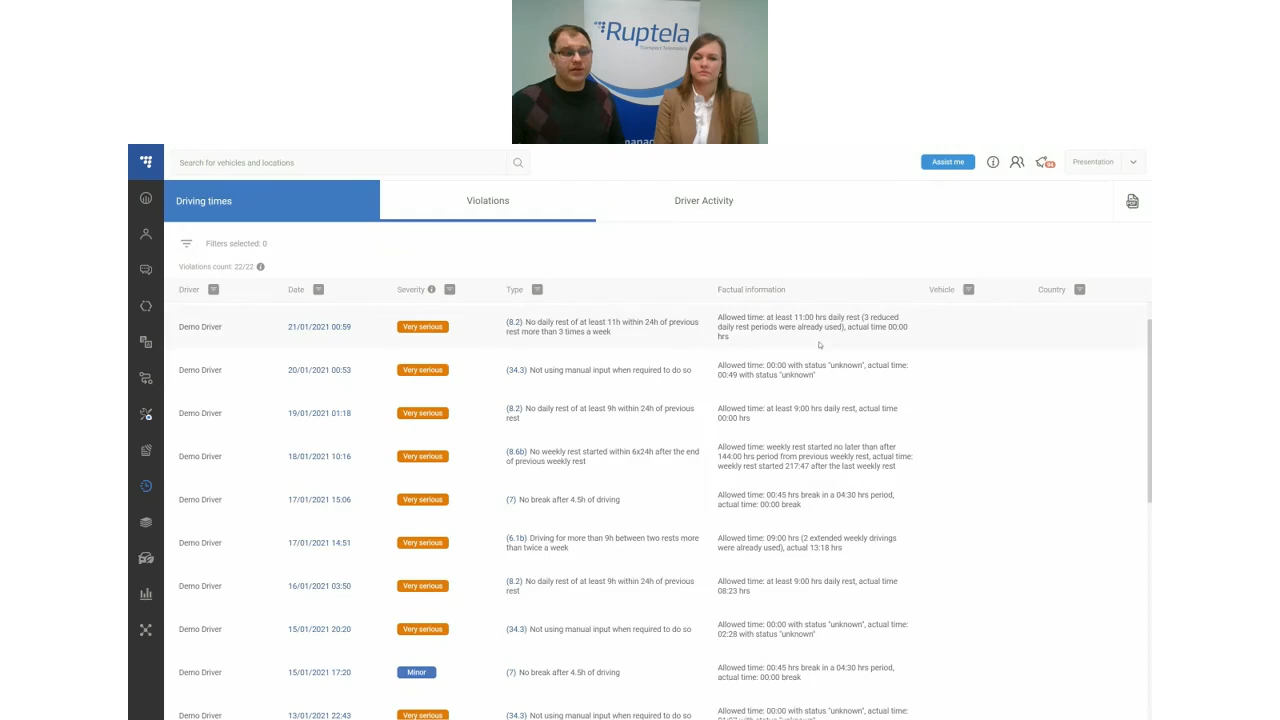 Ruptela
Transport Telematics
Search for vehicles and locations
Assist me
Presentation
Driving times
Violations
Driver Activity
Filters selected: 0
Violations count: 22/22
Driver Date Severity Type Factual information Vehicle Country
Demo Driver 21/01/2021 00:59 Very serious (8.2) No daily rest of at least 11h within 24h of previous
rest more than 3 times a week
Allowed time: at least 11:00 hrs daily rest (3 reduced
daily rest periods were already used), actual time 00:00
hrs
Demo Driver 20/01/2021 00:53 Very serious (34.3) Not using manual input when required to do so
Allowed time: 00:00 with status "unknown", actual time:
00:49 with status "unknown"
Demo Driver 19/01/2021 01:18 Very serious (8.2) No daily rest of at least 9h within 24h of previous
rest
Allowed time: at least 9:00 hrs daily rest, actual time
00:00 hrs
Demo Driver 18/01/2021 10:16 Very serious (8.6b) No weekly rest started within 6x24h after the end
of previous weekly rest
Allowed time: weekly rest started no later than after
144:00 hrs period from previous weekly rest, actual time:
weekly rest started 217:47 after the last weekly rest
Demo Driver 17/01/2021 15:06 Very serious (7) No break after 4.5h of driving
Allowed time: 00:45 hrs break in a 04:30 hrs period,
actual time: 00:00 break
Demo Driver 17/01/2021 14:51 Very serious (6.1b) Driving for more than 9h between two rests more
than twice a week
Allowed time: 09:00 hrs (2 extended weekly drivings
were already used), actual 13:18 hrs
Demo Driver 16/01/2021 03:50 Very serious (8.2) No daily rest of at least 9h within 24h of previous
rest
Allowed time: at least 9:00 hrs daily rest, actual time
08:23 hrs
Demo Driver 15/01/2021 20:20 Very serious (34.3) Not using manual input when required to do so
Allowed time: 00:00 with status "unknown", actual time:
02:28 with status "unknown"
Demo Driver 15/01/2021 17:20 Minor (7) No break after 4.5h of driving
Allowed time: 00:45 hrs break in a 04:30 hrs period,
actual time: 00:00 break
Demo Driver 13/01/2021 22:43 Very serious (34.3) Not using manual input when required to do so
Allowed time: 00:00 with status "unknown", actual time: